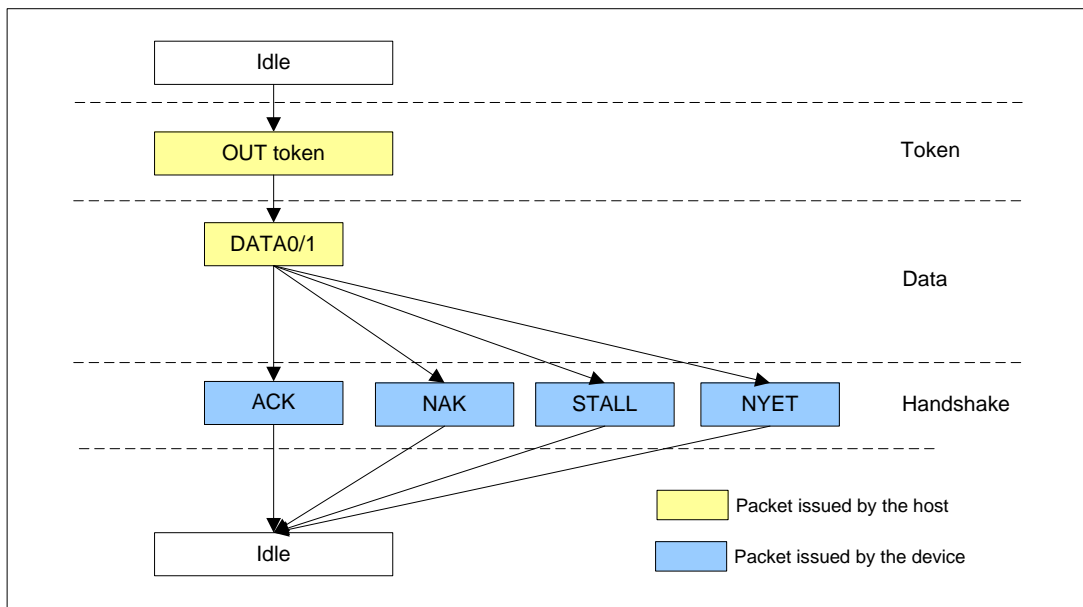 Idle
OUT token
Token
DATA0/1
Data
ACK
NAK
STALL
NYET
Handshake
Packet issued by the host
Idle
Packet issued by the device